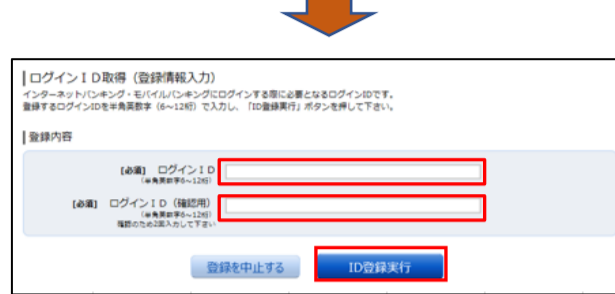 ログインＩＤ取得（登録情報入力）
インターネットバンキング・モバイルバンキングにログインする際に必要となるログインIDです。
登録するログインIDを半角英数字（6～12桁）で入力し、「ID登録実行」ボタンを押して下さい。
登録内容
[必須] ログインＩＤ
（半角英数字6～12桁）
[必須] ログインＩＤ（確認用）
（半角英数字6～12桁）
確認のため2回入力して下さい
登録を中止する
ID登録実行